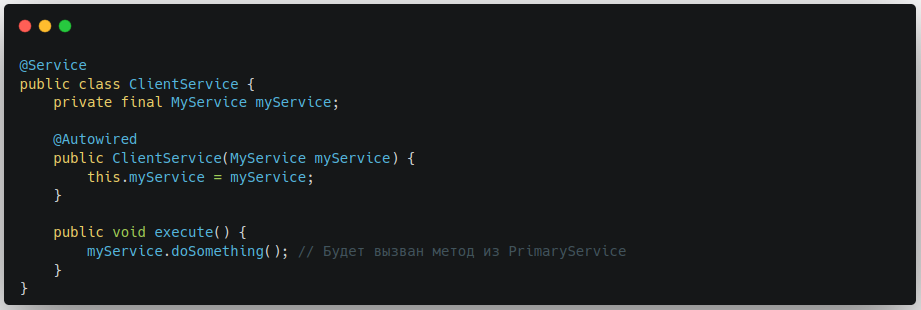 @Service
public class ClientService {
    private final MyService myService;

    @Autowired
    public ClientService(MyService myService) {
        this.myService = myService;
    }

    public void execute() {
        myService.doSomething(); // Будет вызван метод из PrimaryService
    }
}